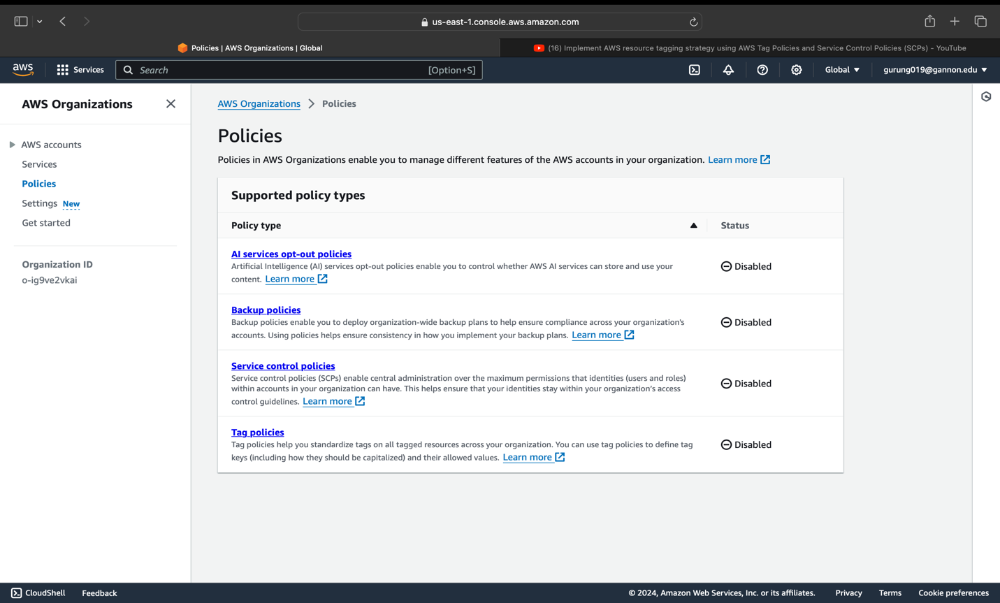 us-east-1.console.aws.amazon.com
Policies | AWS Organizations | Global
(16) Implement AWS resource tagging strategy using AWS Tag Policies and Service Control Policies (SCPs) - YouTube
aws
Services
Search
[Option+S]
Global
gurung019@gannon.edu
AWS Organizations
AWS accounts
Services
Policies
Settings New
Get started
Organization ID
o-ig9ve2vkai
AWS Organizations
Policies
Policies
Policies in AWS Organizations enable you to manage different features of the AWS accounts in your organization. Learn more
Supported policy types
Policy type
Status
AI services opt-out policies
Artificial Intelligence (AI) services opt-out policies enable you to control whether AWS AI services can store and use your
content. Learn more
Disabled
Backup policies
Backup policies enable you to deploy organization-wide backup plans to help ensure compliance across your organization's
accounts. Using policies helps ensure consistency in how you implement your backup plans. Learn more
Disabled
Service control policies
Service control policies (SCPs) enable central administration over the maximum permissions that identities (users and roles)
within accounts in your organization can have. This helps ensure that your identities stay within your organization’s access
control guidelines. Learn more
Disabled
Tag policies
Tag policies help you standardize tags on all tagged resources across your organization. You can use tag policies to define tag
keys (including how they should be capitalized) and their allowed values. Learn more
Disabled
CloudShell
Feedback
© 2024, Amazon Web Services, Inc. or its affiliates.
Privacy
Terms
Cookie preferences